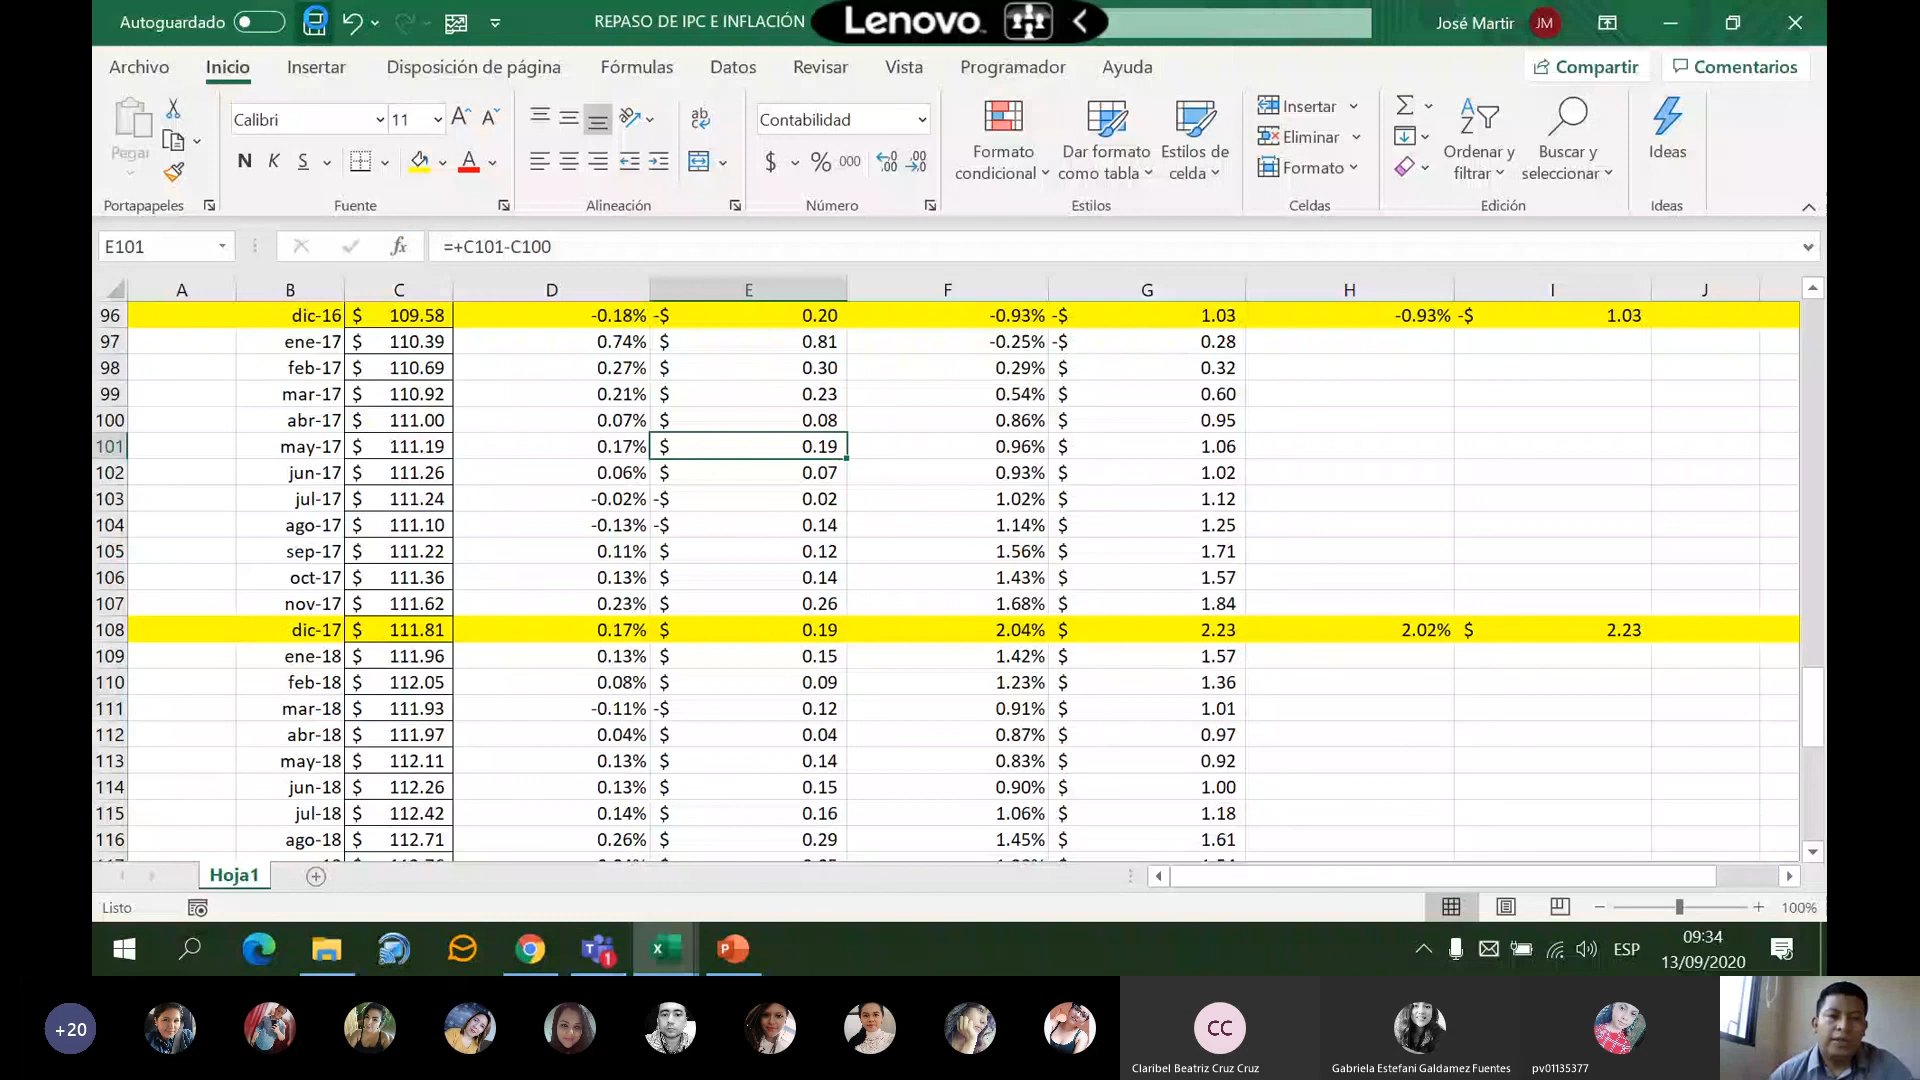 Autoguardado
REPASO DE IPC E INFLACIÓN
Lenovo
José Martir JM
Archivo Inicio Insertar Disposición de página Fórmulas Datos Revisar Vista Programador Ayuda Compartir Comentarios
Pegar
Calibri 11
Contabilidad
N K S
$ % 000
Formato condicional
Dar formato como tabla
Estilos de celda
Insertar
Eliminar
Formato
Ordenar y filtrar
Buscar y seleccionar
Ideas
Portapapeles Fuente Alineación Número Estilos Celdas Edición Ideas
E101 fx =+C101-C100
A B C D E F G H I J
96 dic-16 $ 109.58 -0.18% -$ 0.20 -0.93% -$ 1.03 -0.93% -$ 1.03
97 ene-17 $ 110.39 0.74% $ 0.81 -0.25% -$ 0.28
98 feb-17 $ 110.69 0.27% $ 0.30 0.29% $ 0.32
99 mar-17 $ 110.92 0.21% $ 0.23 0.54% $ 0.60
100 abr-17 $ 111.00 0.07% $ 0.08 0.86% $ 0.95
101 may-17 $ 111.19 0.17% $ 0.19 0.96% $ 1.06
102 jun-17 $ 111.26 0.06% $ 0.07 0.93% $ 1.02
103 jul-17 $ 111.24 -0.02% -$ 0.02 1.02% $ 1.12
104 ago-17 $ 111.10 -0.13% -$ 0.14 1.14% $ 1.25
105 sep-17 $ 111.22 0.11% $ 0.12 1.56% $ 1.71
106 oct-17 $ 111.36 0.13% $ 0.14 1.43% $ 1.57
107 nov-17 $ 111.62 0.23% $ 0.26 1.68% $ 1.84
108 dic-17 $ 111.81 0.17% $ 0.19 2.04% $ 2.23 2.02% $ 2.23
109 ene-18 $ 111.96 0.13% $ 0.15 1.42% $ 1.57
110 feb-18 $ 112.05 0.08% $ 0.09 1.23% $ 1.36
111 mar-18 $ 111.93 -0.11% -$ 0.12 0.91% $ 1.01
112 abr-18 $ 111.97 0.04% $ 0.04 0.87% $ 0.97
113 may-18 $ 112.11 0.13% $ 0.14 0.83% $ 0.92
114 jun-18 $ 112.26 0.13% $ 0.15 0.90% $ 1.00
115 jul-18 $ 112.42 0.14% $ 0.16 1.06% $ 1.18
116 ago-18 $ 112.71 0.26% $ 0.29 1.45% $ 1.61
Hoja1
Listo 100%
ESP
09:34
13/09/2020
+20
CC
Claribel Beatriz Cruz Cruz
Gabriela Estefani Galdamez Fuentes
pv01135377